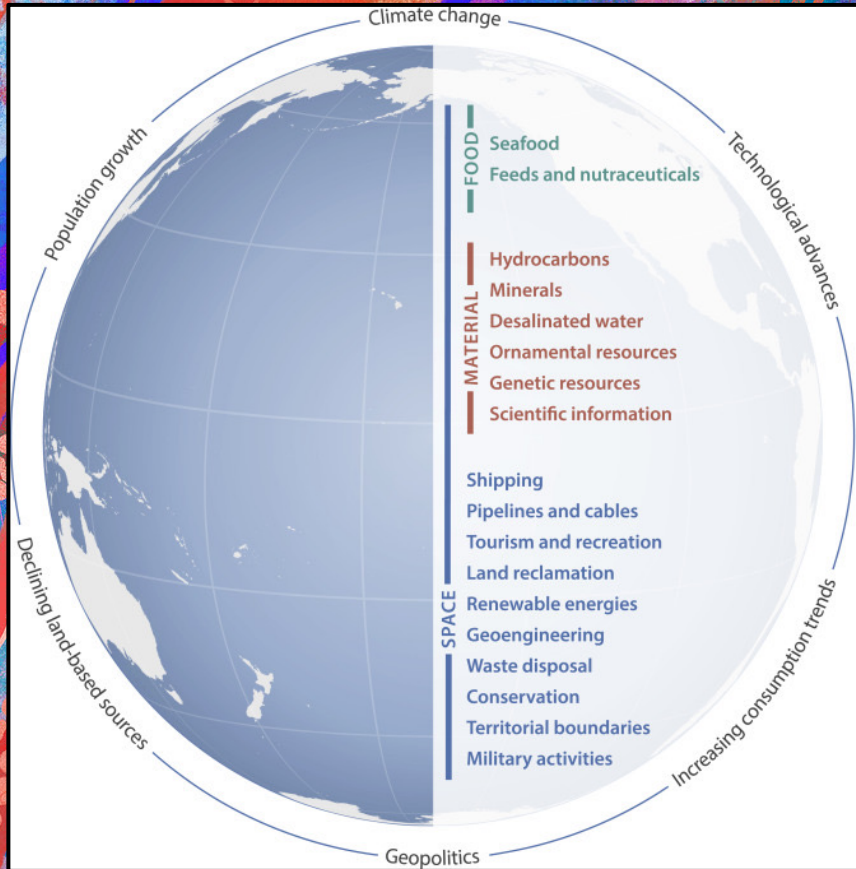 Climate change
Population growth
Technological advances
FOOD
Seafood
Feeds and nutraceuticals
MATERIAL
Hydrocarbons
Minerals
Desalinated water
Ornamental resources
Genetic resources
Scientific information
SPACE
Shipping
Pipelines and cables
Tourism and recreation
Land reclamation
Renewable energies
Geoengineering
Waste disposal
Conservation
Territorial boundaries
Military activities
Declining land-based sources
Increasing consumption trends
Geopolitics